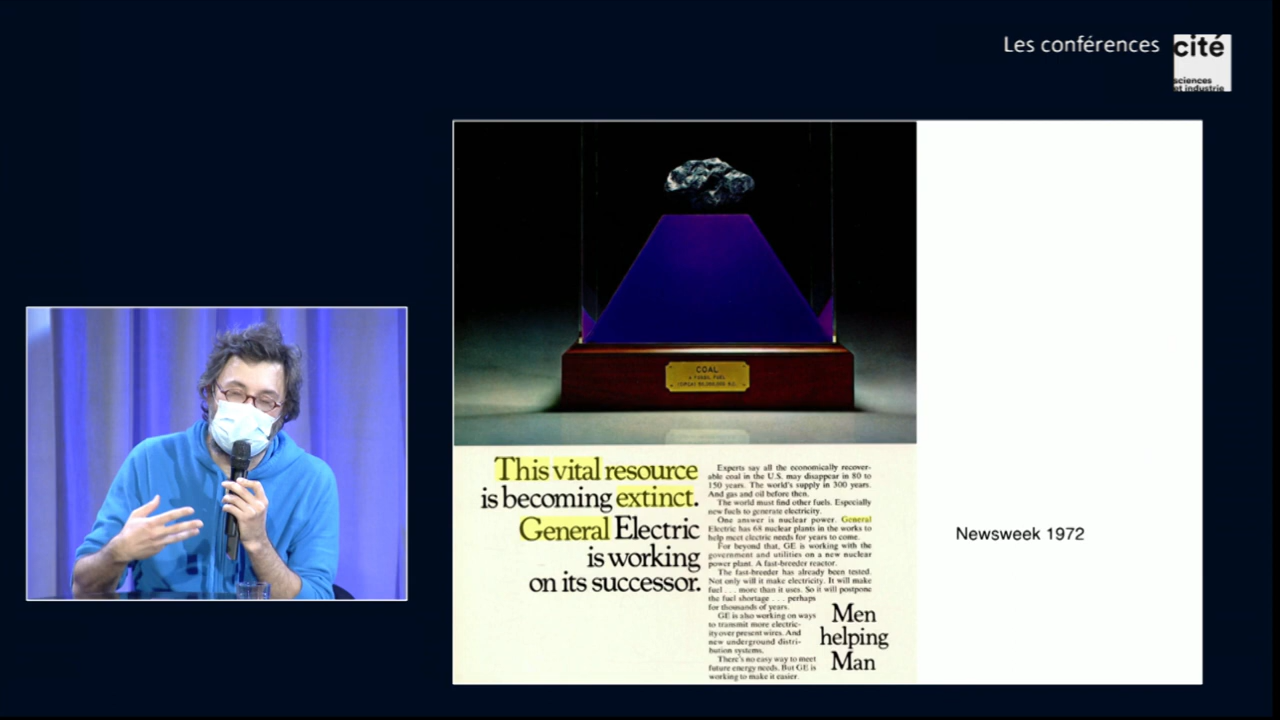 Les conférences
cité
sciences
et industrie
COAL
A FOSSIL FUEL
This vital resource
is becoming extinct.
General Electric
is working
on its successor.
Experts say all the economically recover-
able coal in the U.S. may disappear in 80 to
150 years. The world's supply in 300 years.
And gas and oil before then.
The world must find other fuels. Especially
new fuels to generate electricity.
One answer is nuclear power. General
Electric has 68 nuclear plants in the works to
help meet electric needs for years to come.
For beyond that, GE is working with the
government and utilities on a new nuclear
power plant. A fast-breeder reactor.
The fast-breeder has already been tested.
Not only will it make electricity. It will make
fuel . . . more than it uses. So it will postpone
the fuel shortage . . . perhaps
for thousands of years.
GE is also working on ways
to transmit more electric-
ity over present wires. And
new underground distri-
bution systems.
There's no easy way to meet
future energy needs. But GE is
working to make it easier.
Men
helping
Man
Newsweek 1972